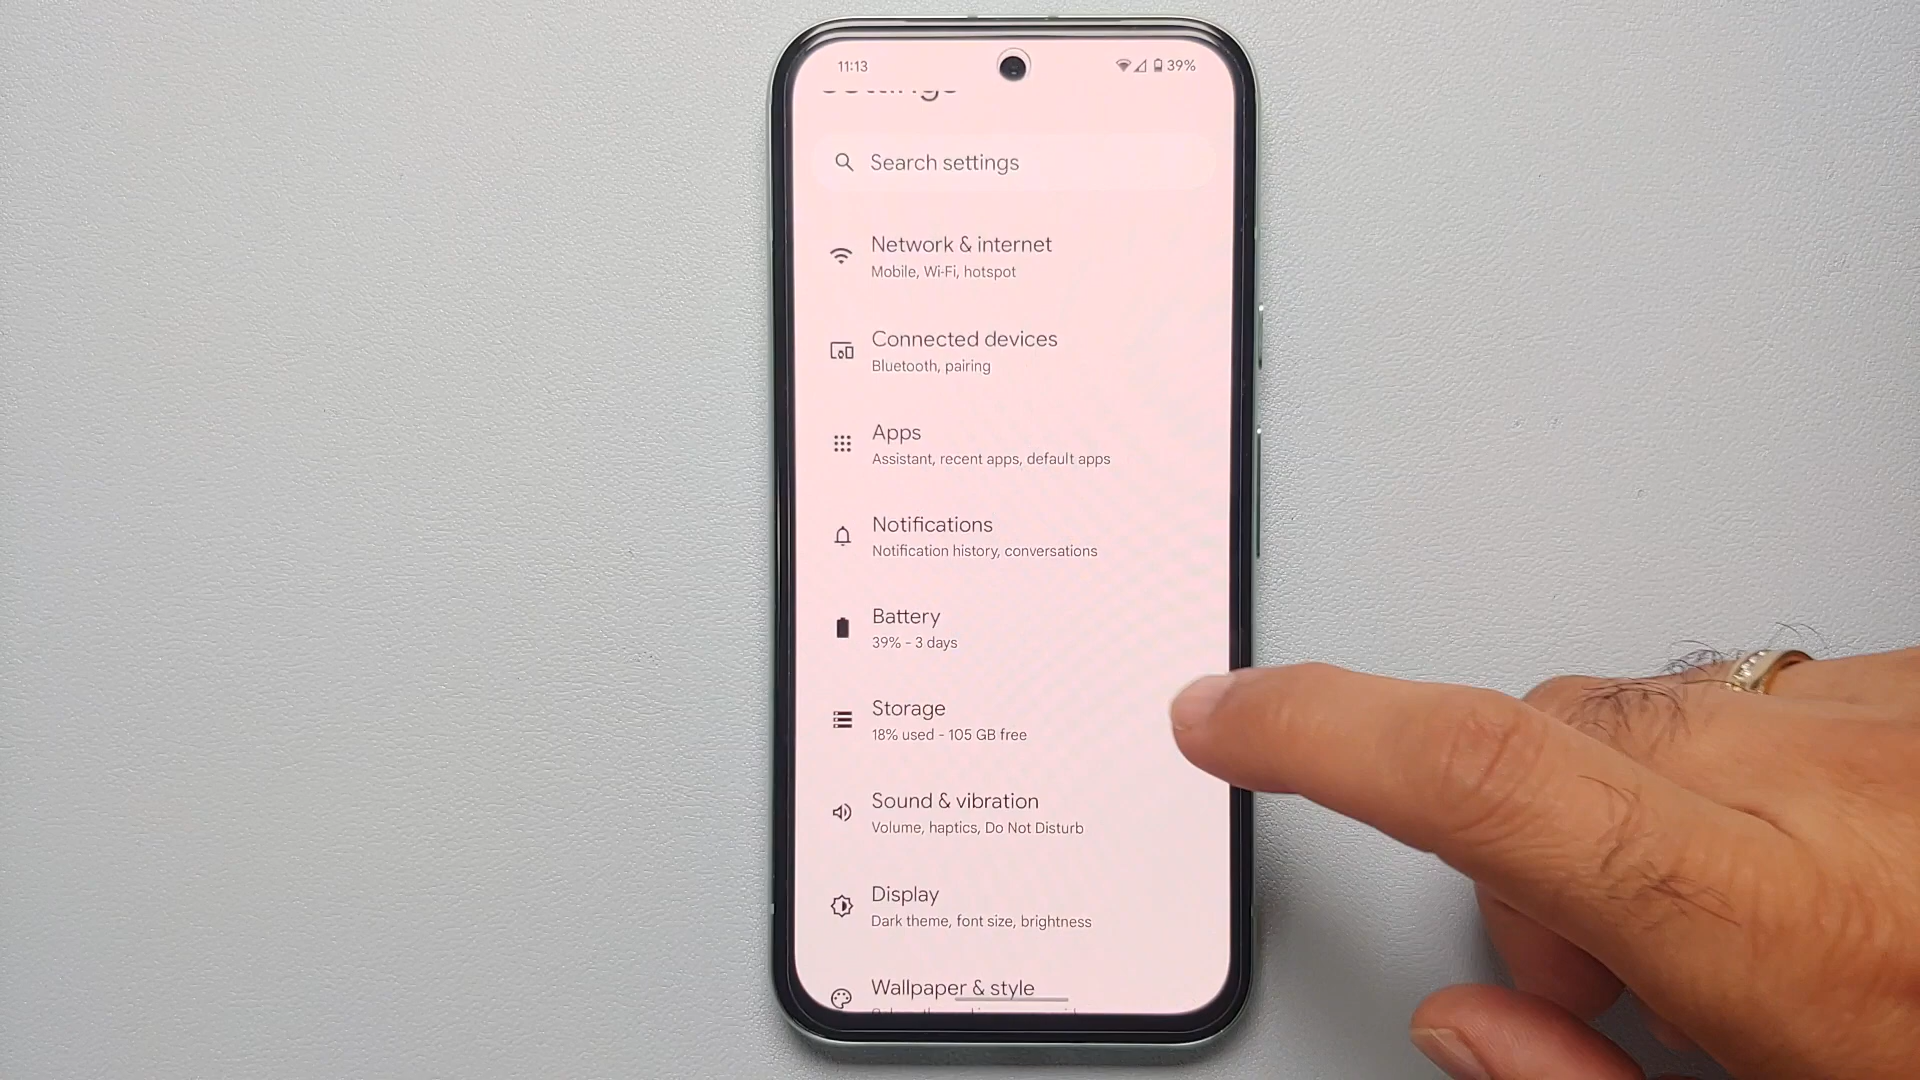 11:13
39%
Settings
Search settings
Network & internet
Mobile, Wi-Fi, hotspot
Connected devices
Bluetooth, pairing
Apps
Assistant, recent apps, default apps
Notifications
Notification history, conversations
Battery
39% - 3 days
Storage
18% used - 105 GB free
Sound & vibration
Volume, haptics, Do Not Disturb
Display
Dark theme, font size, brightness
Wallpaper & style